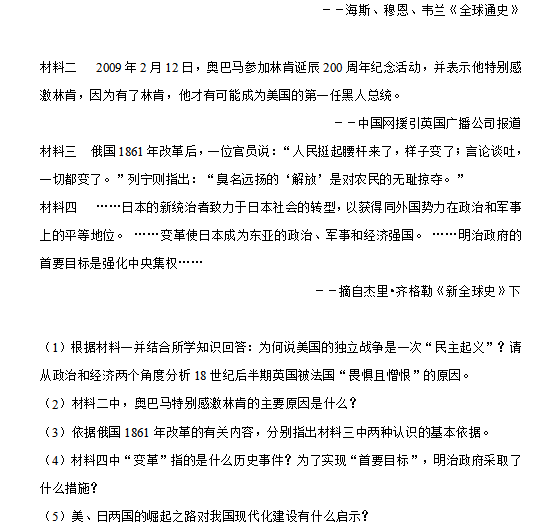 ——海斯、穆恩、韦兰《全球通史》
材料二 2009年2月12日，奥巴马参加林肯诞辰200周年纪念活动，并表示他特别感
激林肯，因为有了林肯，他才有可能成为美国的第一任黑人总统。
——中国网援引英国广播公司报道
材料三 俄国1861年改革后，一位官员说：“人民挺起腰杆来了，样子变了；言论谈吐，
一切都变了。”列宁则指出：“臭名远扬的‘解放’是对农民的无耻掠夺。”
材料四 ……日本的新统治者致力于日本社会的转型，以获得同外国势力在政治和军事
上的平等地位。……变革使日本成为东亚的政治、军事和经济强国。……明治政府的
首要目标是强化中央集权……
——摘自杰里•齐格勒《新全球史》下
（1）根据材料一并结合所学知识回答：为何说美国的独立战争是一次“民主起义”？请
从政治和经济两个角度分析18世纪后半期英国被法国“畏惧且憎恨”的原因。
（2）材料二中，奥巴马特别感激林肯的主要原因是什么？
（3）依据俄国1861年改革的有关内容，分别指出材料三中两种认识的基本依据。
（4）材料四中“变革”指的是什么历史事件？为了实现“首要目标”，明治政府采取了
什么措施？
（5）美、日两国的崛起之路对我国现代化建设有什么启示？